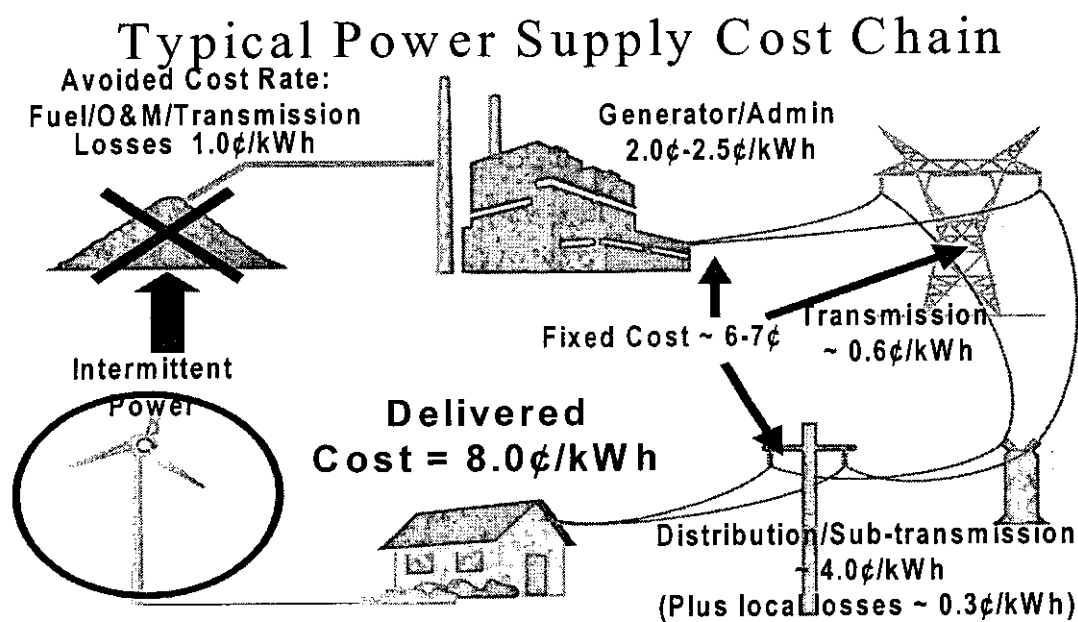 Typical Power Supply Cost Chain
Avoided Cost Rate:
Fuel/O&M/Transmission
Losses 1.0¢/kWh
Generator/Admin
2.0¢-2.5¢/kWh
Fixed Cost ~ 6-7¢
Transmission
~ 0.6¢/kWh
Intermittent
Power
Delivered
Cost = 8.0¢/kWh
Distribution/Sub-transmission
~ 4.0¢/kWh
(Plus local losses ~ 0.3¢/kWh)